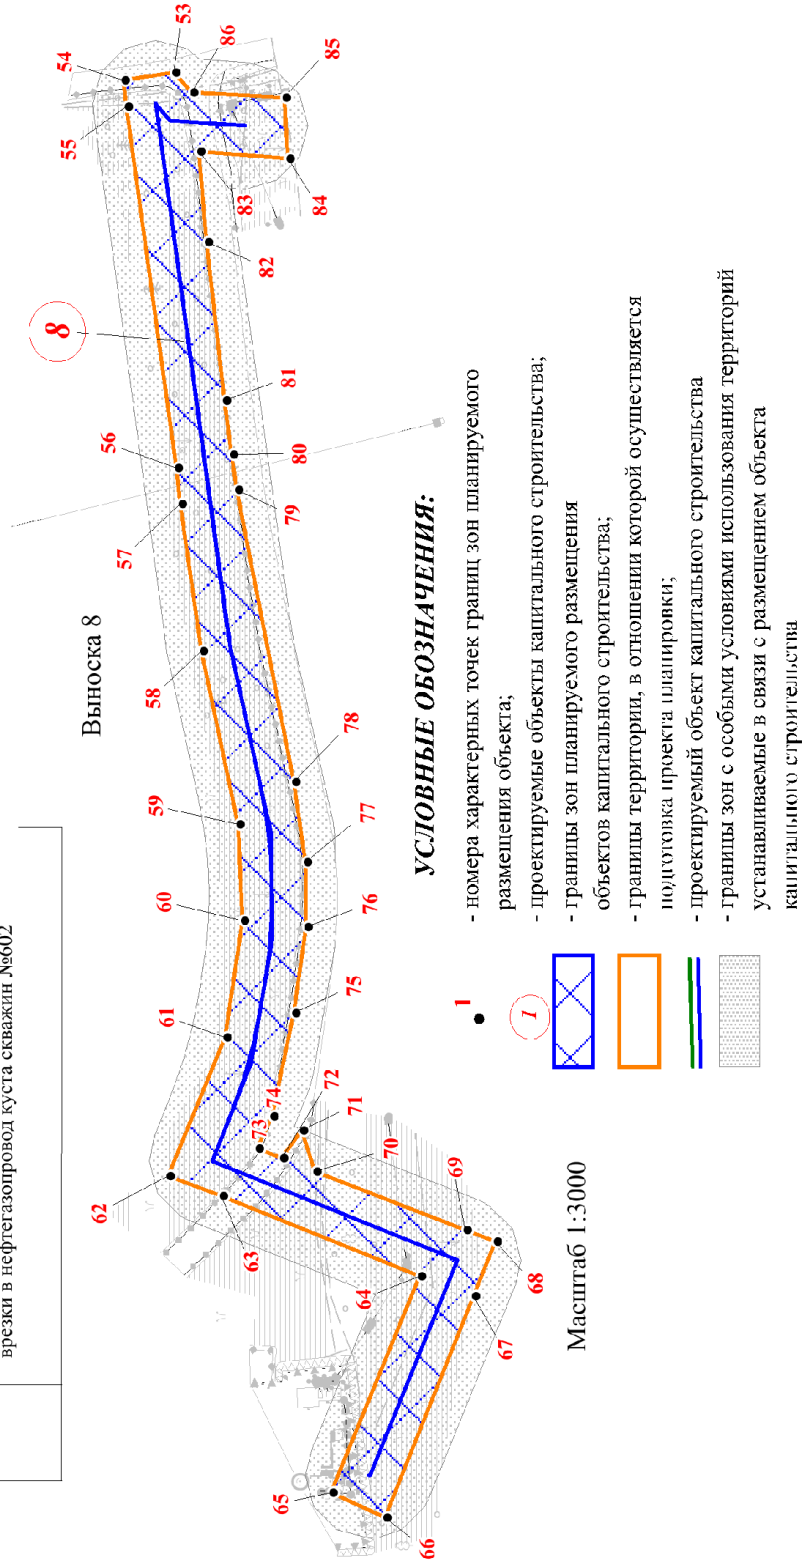 врезки в нефтегазопровод куста скважин №602
Выноска 8
8
53
54
55
56
57
58
59
60
61
62
63
64
65
66
67
68
69
70
71
72
73
74
75
76
77
78
79
80
81
82
83
84
85
86
УСЛОВНЫЕ ОБОЗНАЧЕНИЯ:
1 - номера характерных точек границ зон планируемого
размещения объекта;
1 - проектируемые объекты капитального строительства;
- границы зон планируемого размещения
объектов капитального строительства;
- границы территории, в отношении которой осуществляется
подготовка проекта планировки;
- проектируемый объект капитального строительства
- границы зон с особыми условиями использования территорий
устанавливаемые в связи с размещением объекта
капитального строительства
Масштаб 1:3000